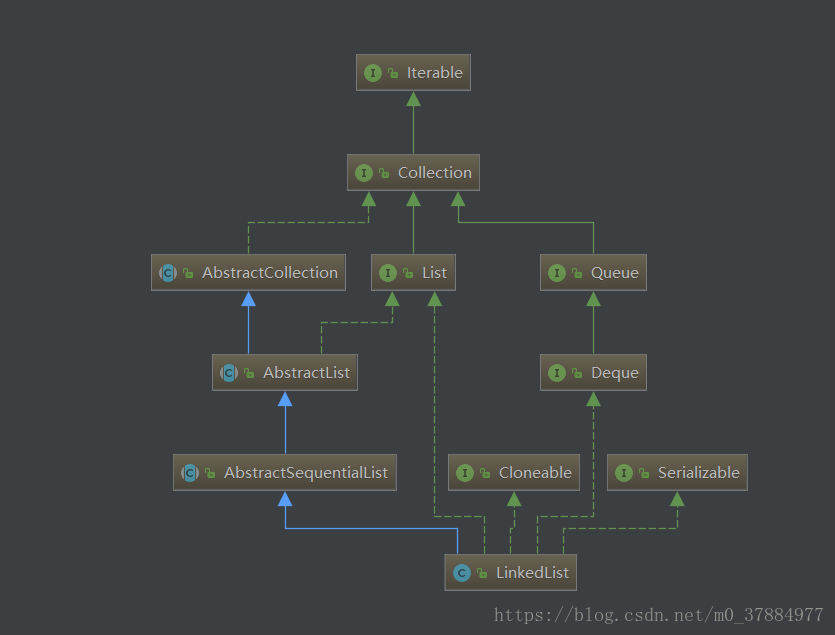 Iterable
Collection
AbstractCollection List Queue
AbstractList Deque
AbstractSequentialList Cloneable Serializable
LinkedList
https://blog.csdn.net/m0_37884977